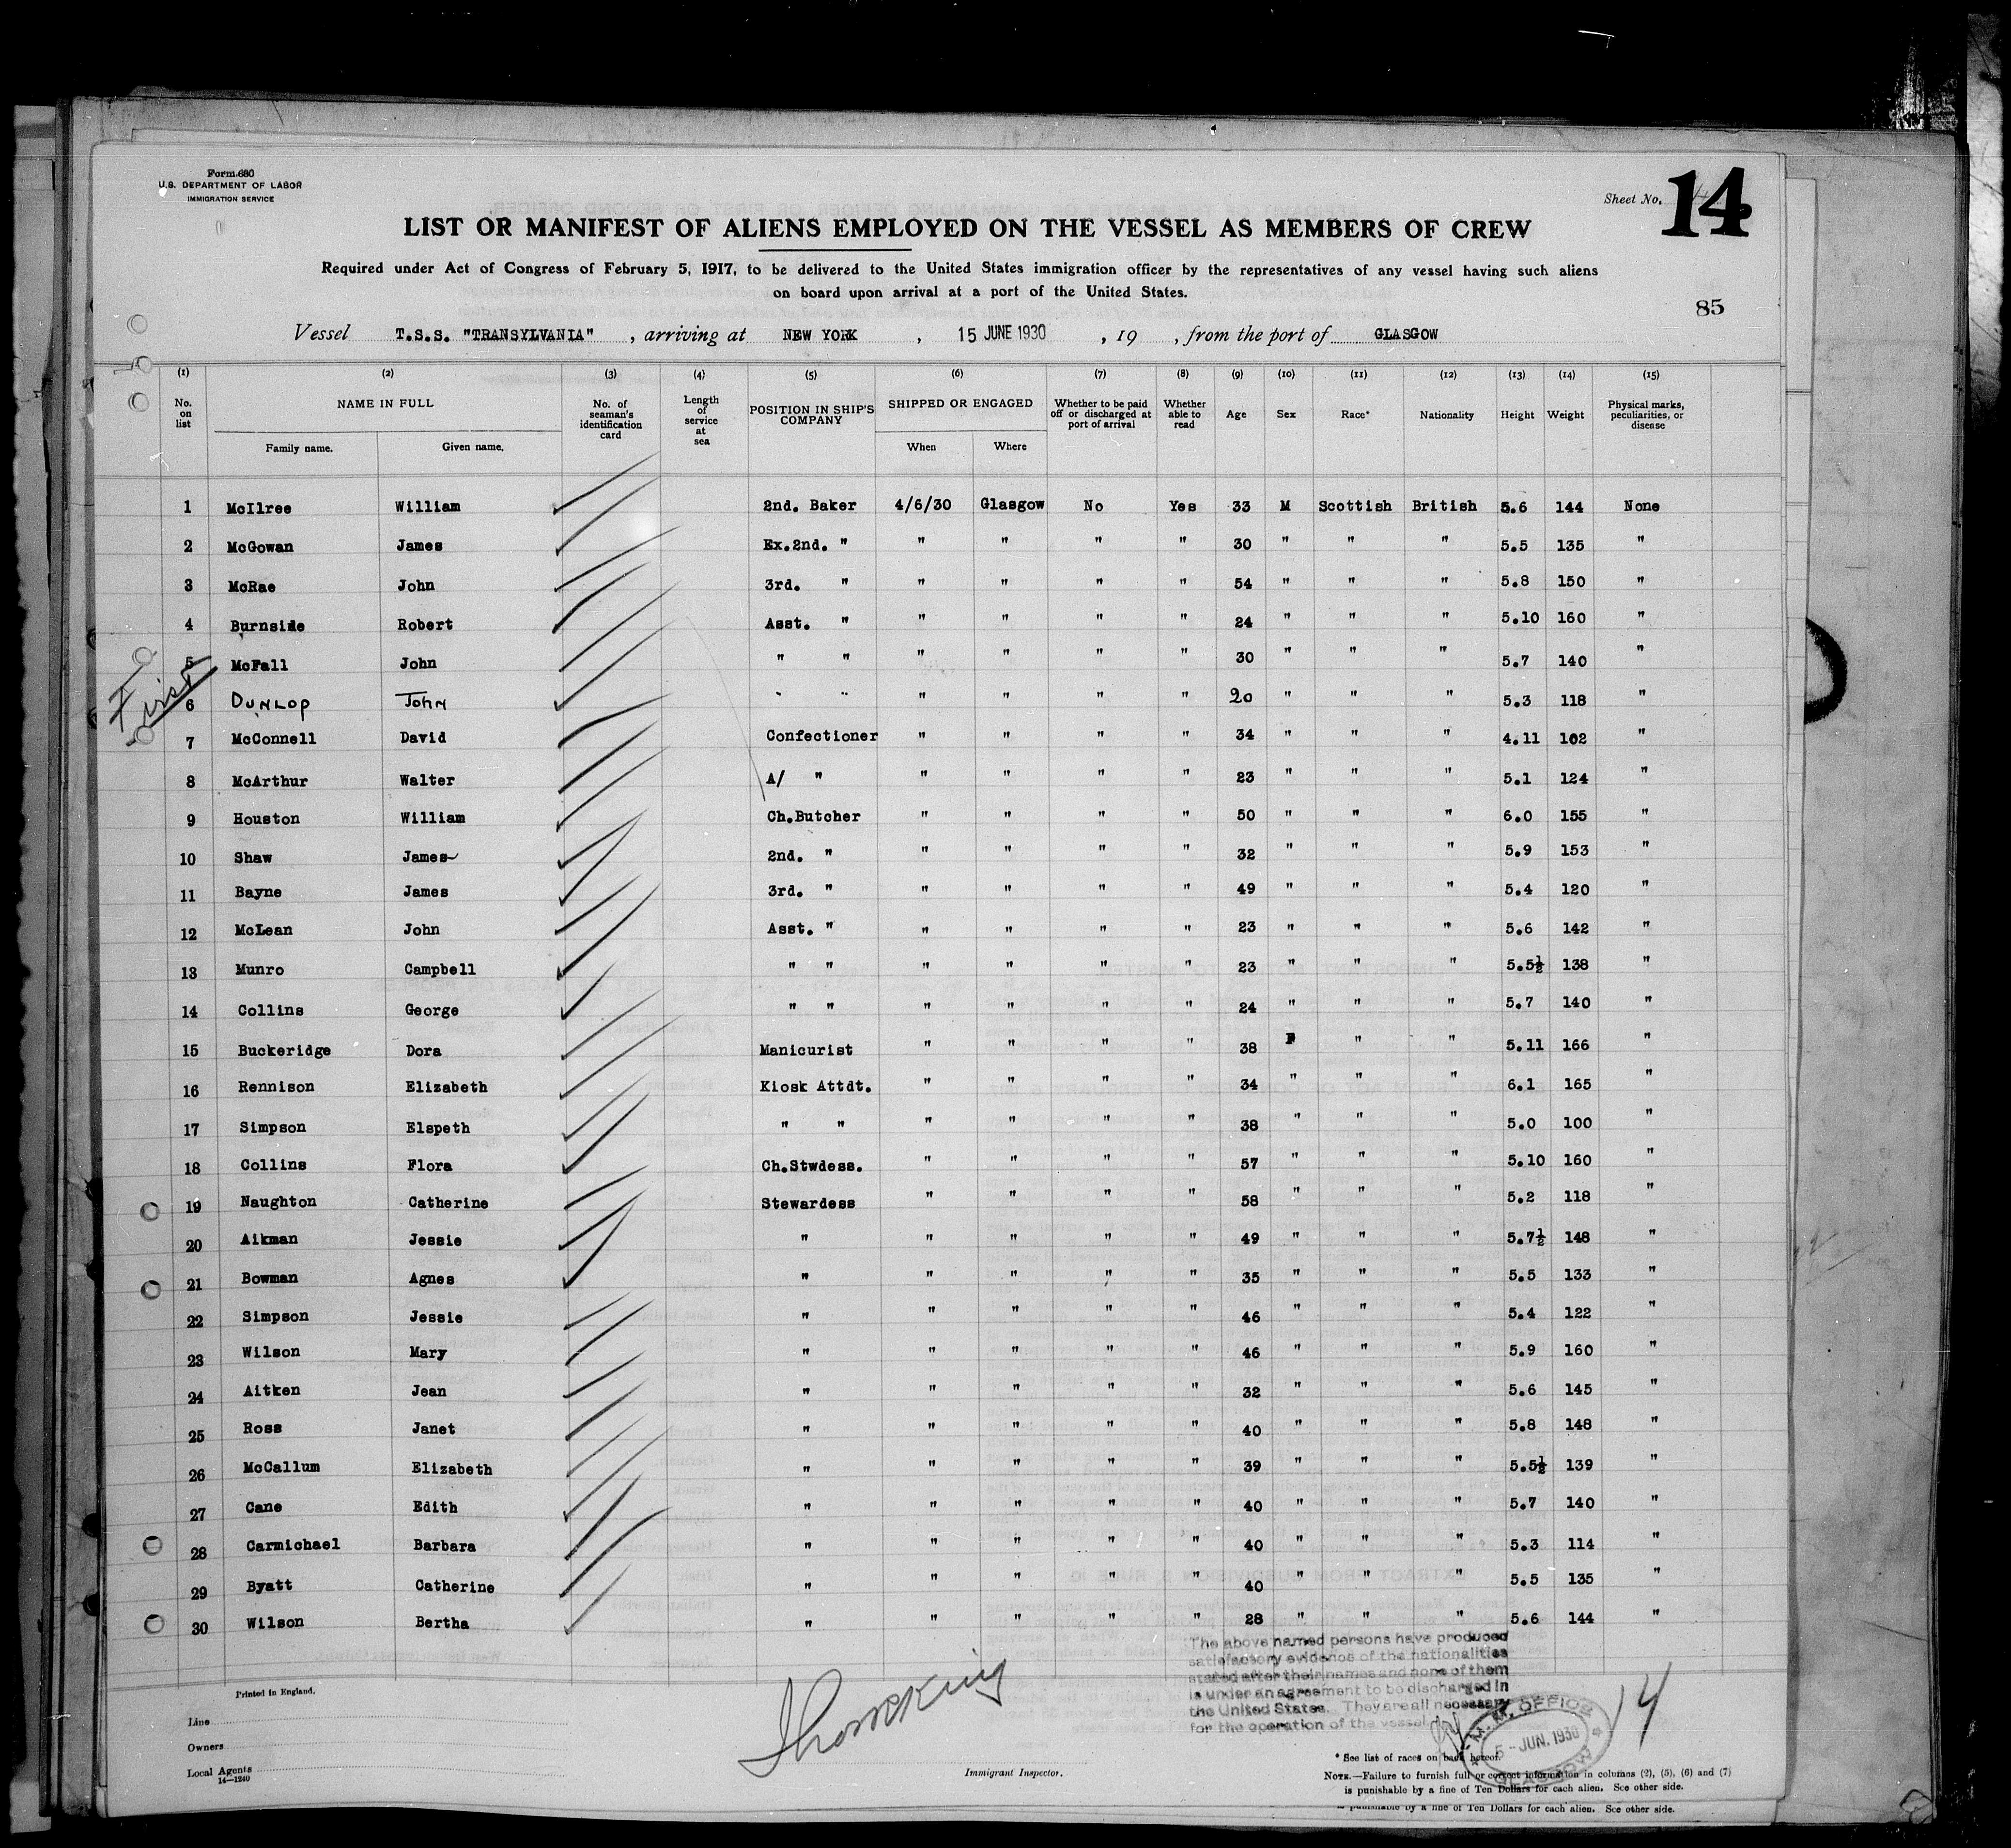 Form 680
U.S. DEPARTMENT OF LABOR
IMMIGRATION SERVICE
Sheet No. 14
LIST OR MANIFEST OF ALIENS EMPLOYED ON THE VESSEL AS MEMBERS OF CREW
Required under Act of Congress of February 5, 1917, to be delivered to the United States immigration officer by the representatives of any vessel having such aliens
on board upon arrival at a port of the United States.
85
Vessel T.S.S. "TRANSYLVANIA" , arriving at NEW YORK , 15 JUNE 1930 , 19 , from the port of GLASGOW
(1) (2) (3) (4) (5) (6) (7) (8) (9) (10) (11) (12) (13) (14) (15)
No. on list NAME IN FULL Family name. Given name. No. of seaman's identification card Length of service at sea POSITION IN SHIP'S COMPANY SHIPPED OR ENGAGED When Where Whether to be paid off or discharged at port of arrival Whether able to read Age Sex Race* Nationality Height Weight Physical marks, peculiarities, or disease
1 McIlree William 2nd. Baker 4/6/30 Glasgow No Yes 33 M Scottish British 5.6 144 None
2 McGowan James Ex.2nd. " " " " " 30 " " " 5.5 135 "
3 McRae John 3rd. " " " " " 54 " " " 5.8 150 "
4 Burnside Robert Asst. " " " " " 24 " " " 5.10 160 "
5 McFall John " " " " " " 30 " " " 5.7 140 "
First
6 DUNLOP John " " " " " " 20 " " " 5.3 118 "
7 McConnell David Confectioner " " " " 34 " " " 4.11 102 "
8 McArthur Walter A/ " " " " " 23 " " " 5.1 124 "
9 Houston William Ch.Butcher " " " " 50 " " " 6.0 155 "
10 Shaw James 2nd. " " " " " 32 " " " 5.9 153 "
11 Bayne James 3rd. " " " " " 49 " " " 5.4 120 "
12 McLean John Asst. " " " " " 23 " " " 5.6 142 "
13 Munro Campbell " " " " " " 23 " " " 5.5½ 138 "
14 Collins George " " " " " " 24 " " " 5.7 140 "
15 Buckeridge Dora Manicurist " " " " 38 F " " 5.11 166 "
16 Rennison Elizabeth Kiosk Attdt. " " " " 34 " " " 6.1 165 "
17 Simpson Elspeth " " " " " " 38 " " " 5.0 100 "
18 Collins Flora Ch.Stwdess. " " " " 57 " " " 5.10 160 "
19 Naughton Catherine Stewardess " " " " 58 " " " 5.2 118 "
20 Aikman Jessie " " " " " 49 " " " 5.7½ 148 "
21 Bowman Agnes " " " " " 35 " " " 5.5 133 "
22 Simpson Jessie " " " " " 46 " " " 5.4 122 "
23 Wilson Mary " " " " " 46 " " " 5.9 160 "
24 Aitken Jean " " " " " 32 " " " 5.6 145 "
25 Ross Janet " " " " " 40 " " " 5.8 148 "
26 McCallum Elizabeth " " " " " 39 " " " 5.5½ 139 "
27 Cane Edith " " " " " 40 " " " 5.7 140 "
28 Carmichael Barbara " " " " " 40 " " " 5.3 114 "
29 Byatt Catherine " " " " " 40 " " " 5.5 135 "
30 Wilson Bertha " " " " " 28 " " " 5.6 144 "
The above named persons have produced
satisfactory evidence of the nationalities
stated after their names and none of them
is under an agreement to be discharged in
the United States. They are all necessary
for the operation of the vessel
Printed in England.
Line
Owners
Local Agents
14—1240
Immigrant Inspector.
M. M. OFFICE
5 - JUN. 1930
GLASGOW
14
* See list of races on back hereof.
NOTE.—Failure to furnish full or correct information in columns (2), (5), (6) and (7)
is punishable by a fine of Ten Dollars for each alien. See other side.
is punishable by a fine of Ten Dollars for each alien. See other side.